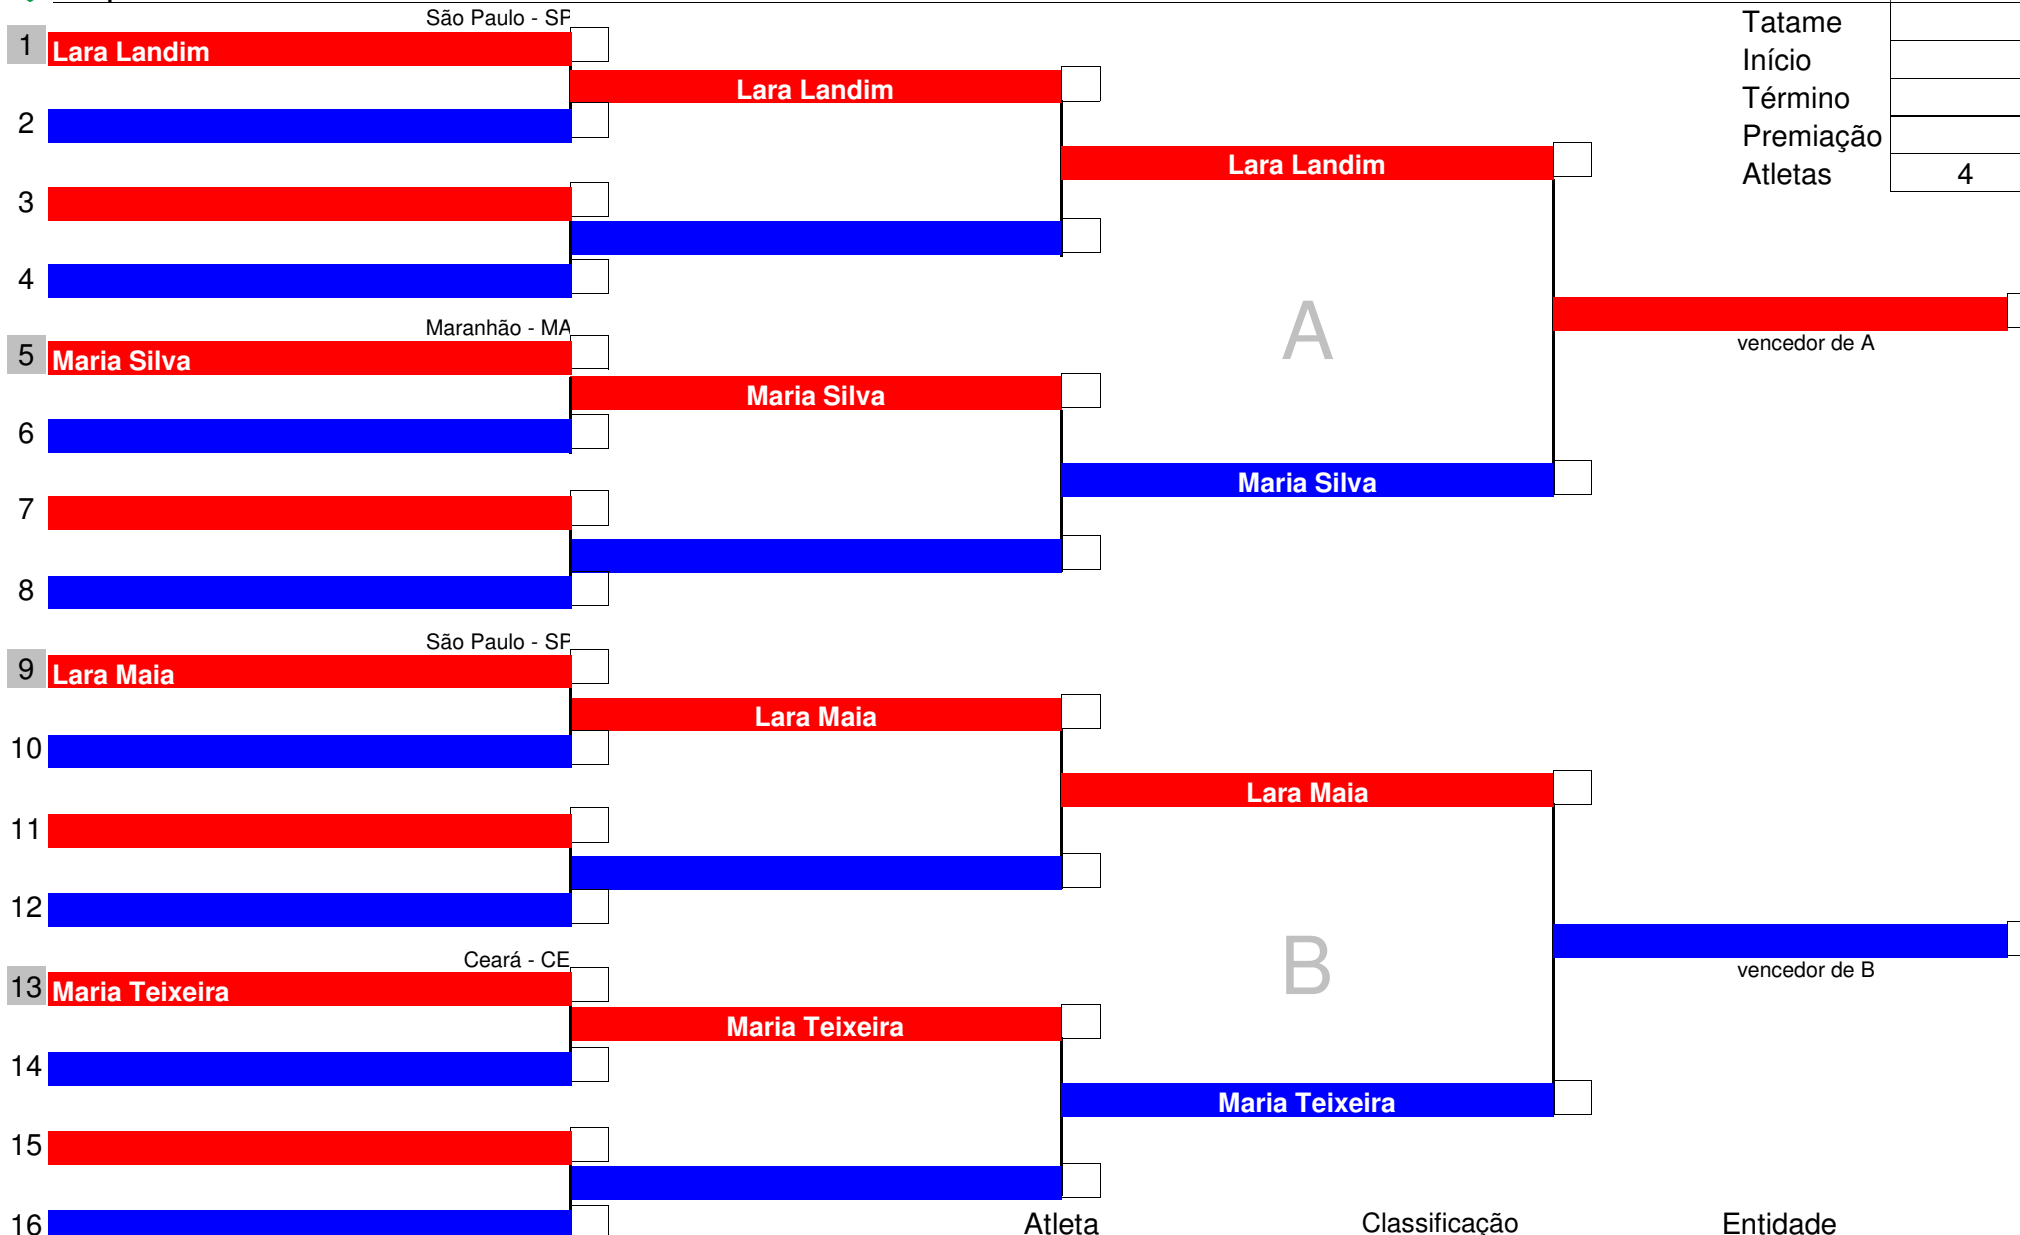 São Paulo - SP
Tatame
1 Lara Landim
Início
Lara Landim
Término
2
Premiação
Lara Landim
Atletas 4
3
4
Maranhão - MA
A
vencedor de A
5 Maria Silva
Maria Silva
6
Maria Silva
7
8
São Paulo - SP
9 Lara Maia
Lara Maia
10
Lara Maia
11
12
Ceará - CE
B
vencedor de B
13 Maria Teixeira
Maria Teixeira
14
Maria Teixeira
15
16
Atleta Classificação Entidade